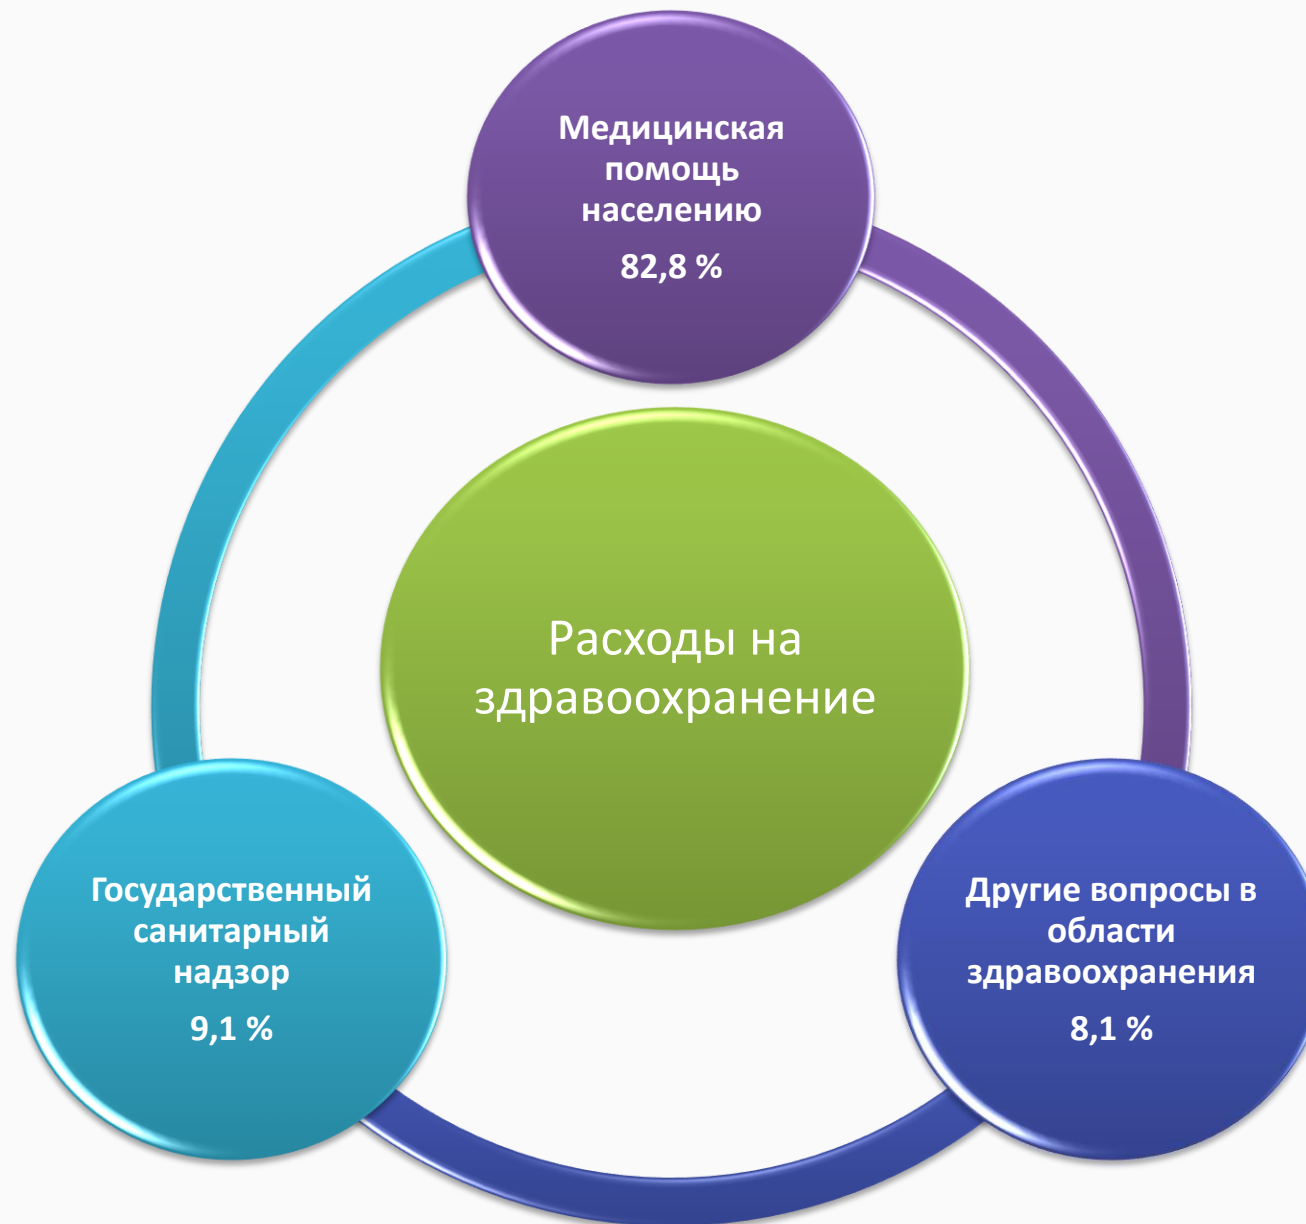 Медицинская
помощь
населению
82,8 %
Расходы на
здравоохранение
Государственный
санитарный
надзор
9,1 %
Другие вопросы в
области
здравоохранения
8,1 %